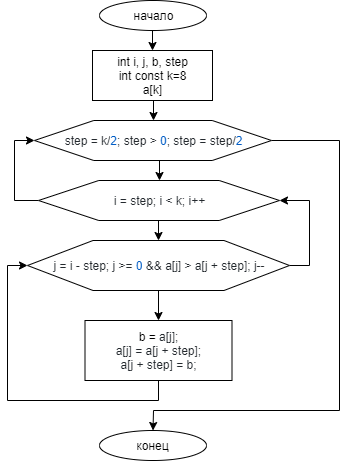 начало
int i, j, b, step
int const k=8
a[k]
step = k/2; step > 0; step = step/2
i = step; i < k; i++
j = i - step; j >= 0 && a[j] > a[j + step]; j--
b = a[j];
a[j] = a[j + step];
a[j + step] = b;
конец